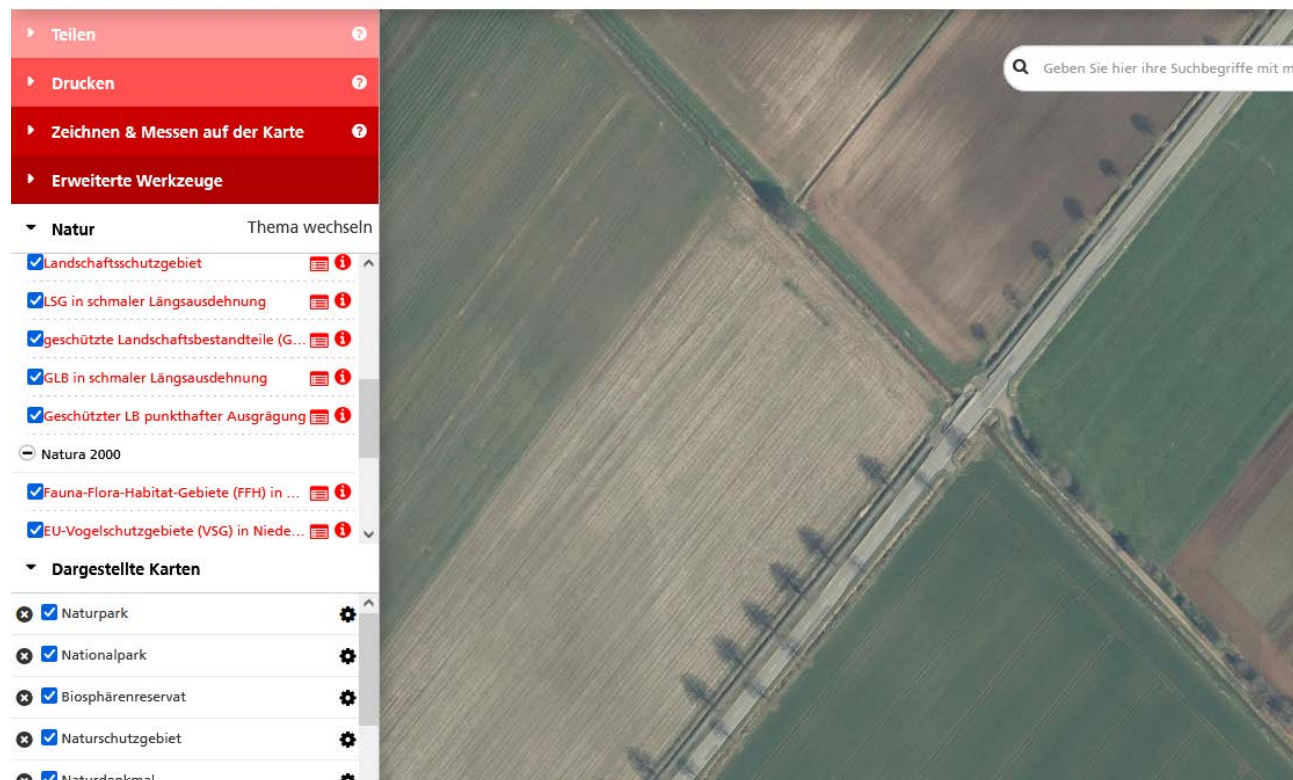 Teilen
Drucken
Zeichnen & Messen auf der Karte
Erweiterte Werkzeuge
Natur Thema wechseln
Landschaftsschutzgebiet
LSG in schmaler Längsausdehnung
geschützte Landschaftsbestandteile (G...
GLB in schmaler Längsausdehnung
Geschützter LB punkthafter Ausgrägung
Natura 2000
Fauna-Flora-Habitat-Gebiete (FFH) in ...
EU-Vogelschutzgebiete (VSG) in Niede...
Dargestellte Karten
Naturpark
Nationalpark
Biosphärenreservat
Naturschutzgebiet
Naturdenkmal
Geben Sie hier ihre Suchbegriffe mit m